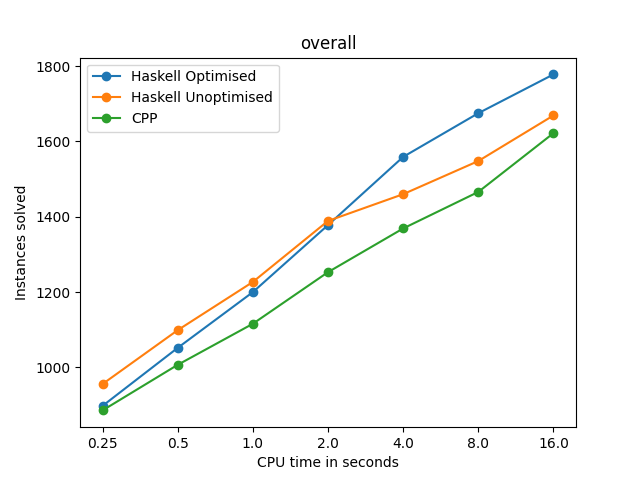 overall
Haskell Optimised
Haskell Unoptimised
CPP
Instances solved
1800
1600
1400
1200
1000
0.25 0.5 1.0 2.0 4.0 8.0 16.0
CPU time in seconds